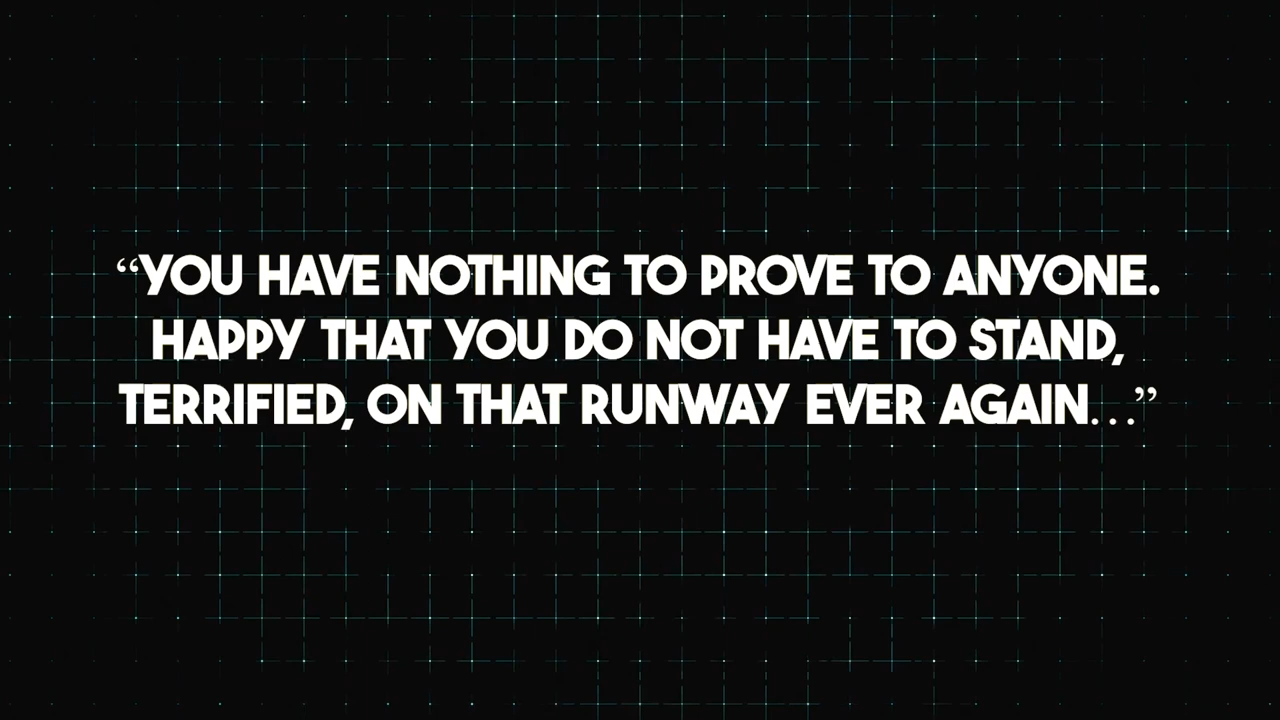 “YOU HAVE NOTHING TO PROVE TO ANYONE.
HAPPY THAT YOU DO NOT HAVE TO STAND,
TERRIFIED, ON THAT RUNWAY EVER AGAIN...”